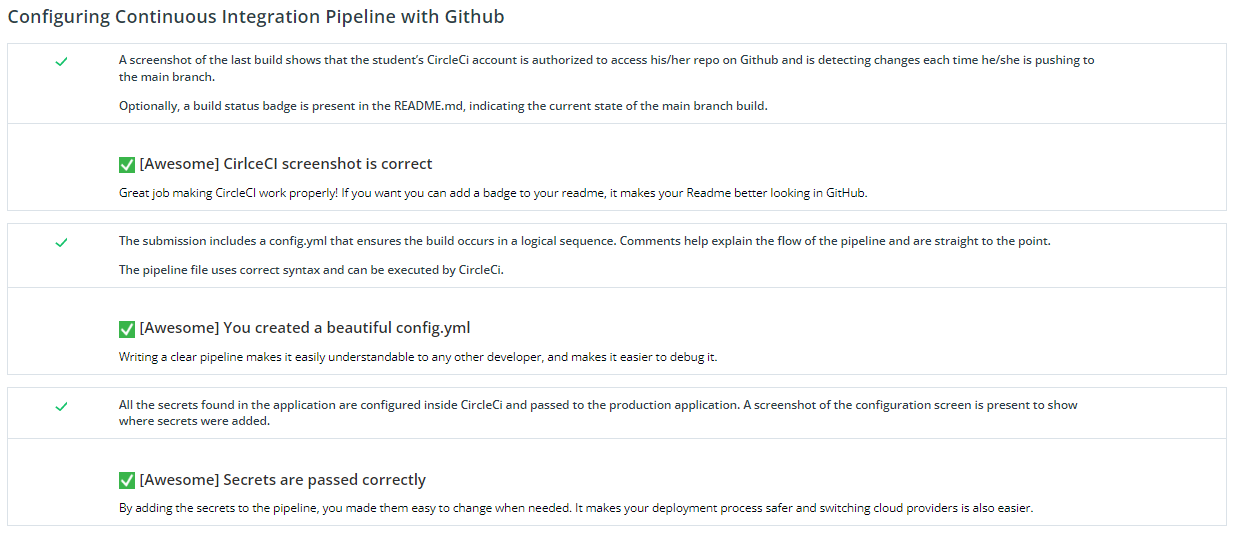 Configuring Continuous Integration Pipeline with Github
A screenshot of the last build shows that the student’s CircleCi account is authorized to access his/her repo on Github and is detecting changes each time he/she is pushing to
the main branch.
Optionally, a build status badge is present in the README.md, indicating the current state of the main branch build.
✅ [Awesome] CirlceCI screenshot is correct
Great job making CircleCI work properly! If you want you can add a badge to your readme, it makes your Readme better looking in GitHub.
The submission includes a config.yml that ensures the build occurs in a logical sequence. Comments help explain the flow of the pipeline and are straight to the point.
The pipeline file uses correct syntax and can be executed by CircleCi.
✅ [Awesome] You created a beautiful config.yml
Writing a clear pipeline makes it easily understandable to any other developer, and makes it easier to debug it.
All the secrets found in the application are configured inside CircleCi and passed to the production application. A screenshot of the configuration screen is present to show
where secrets were added.
✅ [Awesome] Secrets are passed correctly
By adding the secrets to the pipeline, you made them easy to change when needed. It makes your deployment process safer and switching cloud providers is also easier.